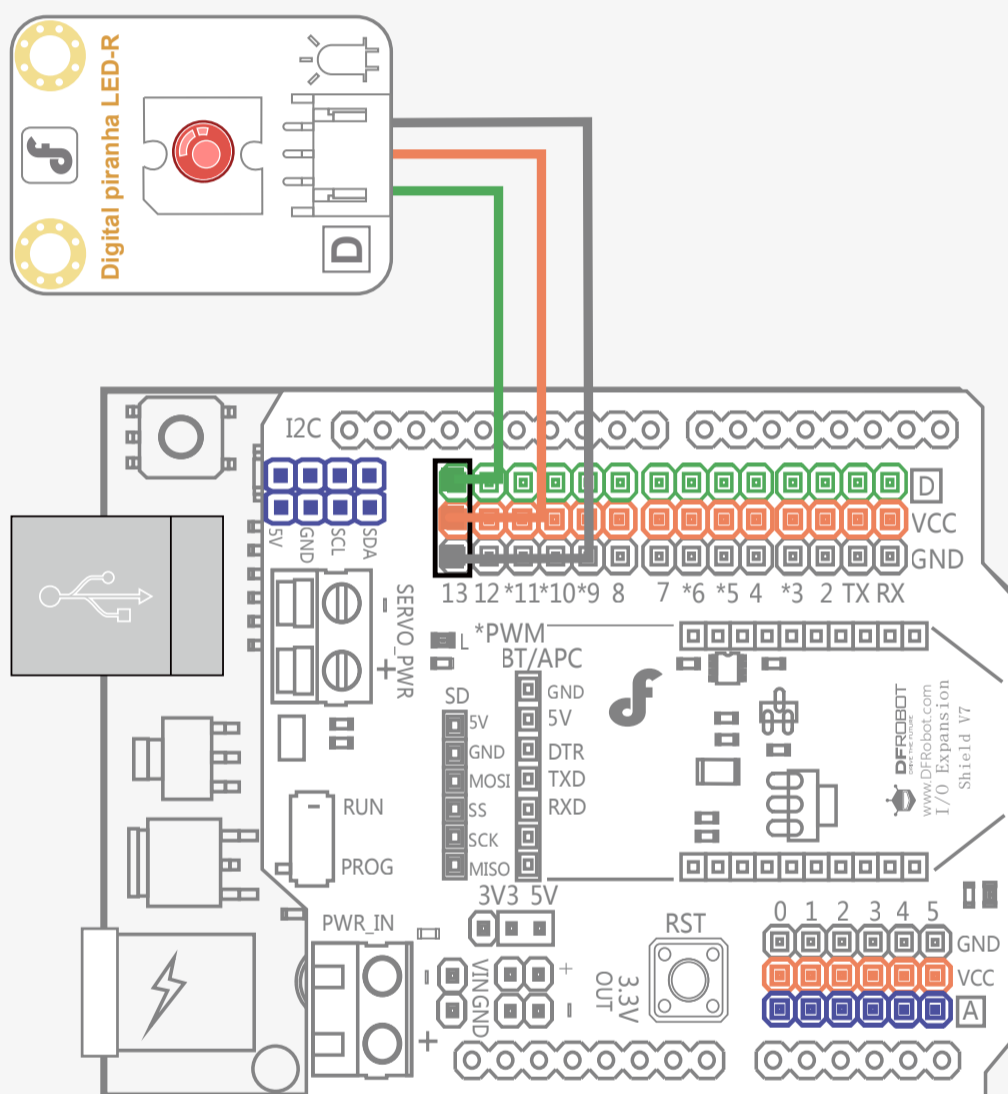 Digital piranha LED-R
D
I2C
D
VCC
GND
5V
GND
SCL
SDA
13 12 *11 *10 *9 8 7 *6 *5 4 *3 2 TX RX
SERVO_PWR
-
+
L
*PWM
BT/APC
GND
5V
DTR
TXD
RXD
SD
5V
GND
MOSI
SS
SCK
MISO
DFROBOT
DRIVE THE FUTURE
www.DFRobot.com
I/O Expansion
Shield V7
RUN
PROG
3V3 5V
PWR_IN
-
+
VIN
GND
+
-
3.3V
OUT
RST
0 1 2 3 4 5
GND
VCC
A